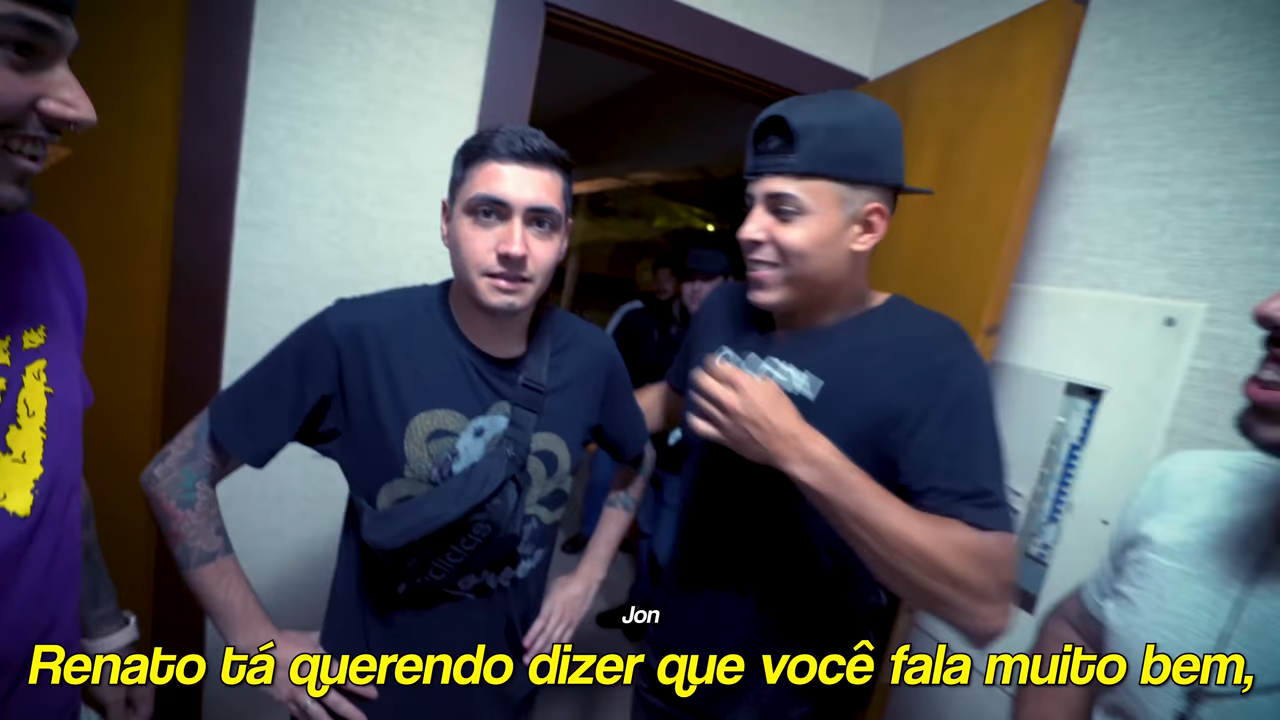 Jon
Renato tá querendo dizer que você fala muito bem,